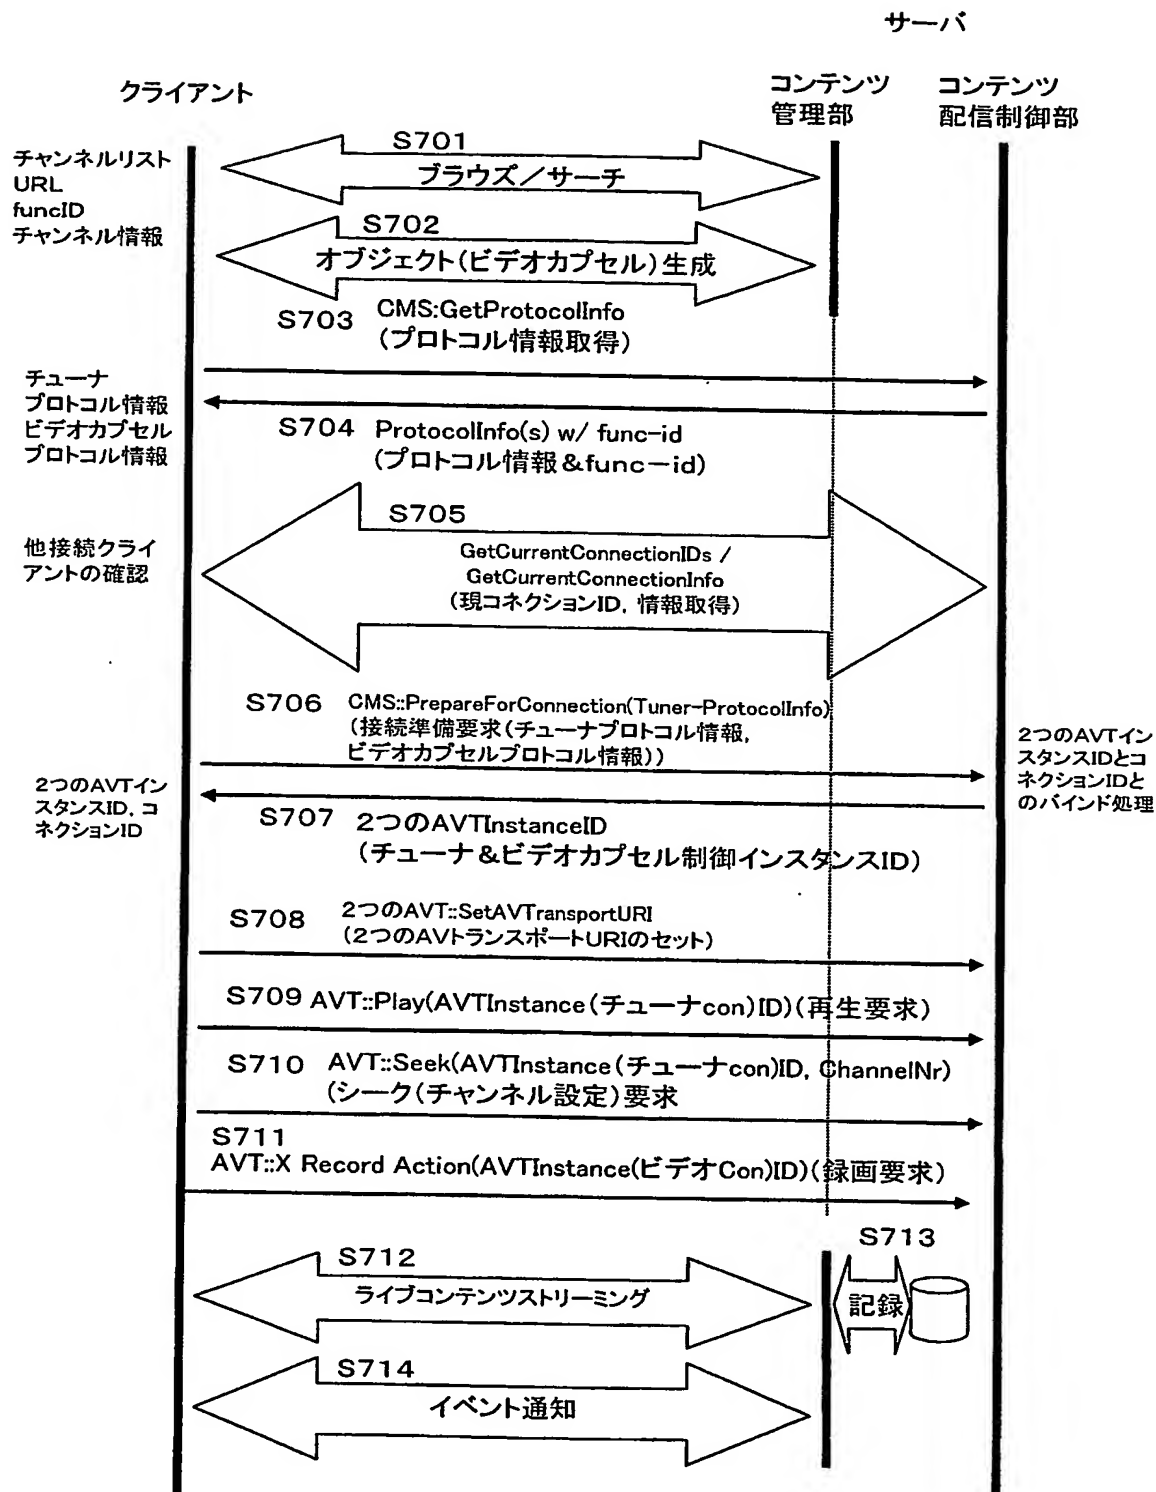 サーバ
クライアント
コンテンツ
管理部
コンテンツ
配信制御部
チャンネルリスト
URL
funcID
チャンネル情報
S701
ブラウズ／サーチ
S702
オブジェクト(ビデオカプセル)生成
S703
CMS:GetProtocolInfo
(プロトコル情報取得)
チューナ
プロトコル情報
ビデオカプセル
プロトコル情報
S704
ProtocolInfo(s) w/ func-id
(プロトコル情報＆func－id)
S705
GetCurrentConnectionIDs /
GetCurrentConnectionInfo
(現コネクションID, 情報取得)
他接続クライ
アントの確認
S706
CMS::PrepareForConnection(Tuner-ProtocolInfo)
(接続準備要求(チューナプロトコル情報,
ビデオカプセルプロトコル情報))
2つのAVTイン
スタンスIDとコ
ネクションIDと
のバインド処理
2つのAVTイン
スタンスID, コ
ネクションID
S707
2つのAVTInstanceID
(チューナ＆ビデオカプセル制御インスタンスID)
S708
2つのAVT::SetAVTransportURI
(2つのAVトランスポートURIのセット)
S709 AVT::Play(AVTInstance(チューナcon)ID)(再生要求)
S710
AVT::Seek(AVTInstance(チューナcon)ID, ChannelNr)
(シーク(チャンネル設定)要求
S711
AVT::X Record Action(AVTInstance(ビデオCon)ID)(録画要求)
S712
ライブコンテンツストリーミング
S713
記録
S714
イベント通知